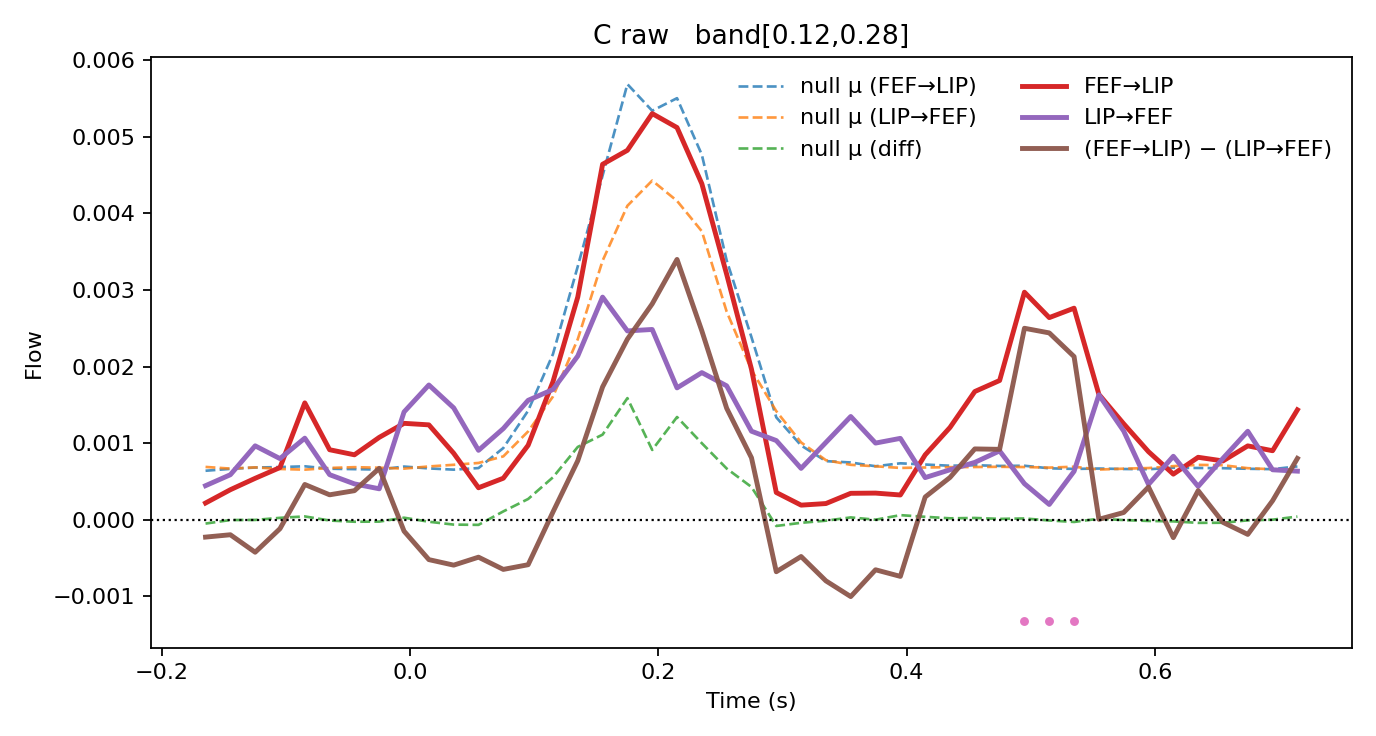 C raw   band[0.12,0.28]
0.006
0.005
0.004
0.003
0.002
0.001
0.000
−0.001
Flow
null μ (FEF→LIP)
null μ (LIP→FEF)
null μ (diff)
FEF→LIP
LIP→FEF
(FEF→LIP) − (LIP→FEF)
−0.2
0.0
0.2
0.4
0.6
Time (s)